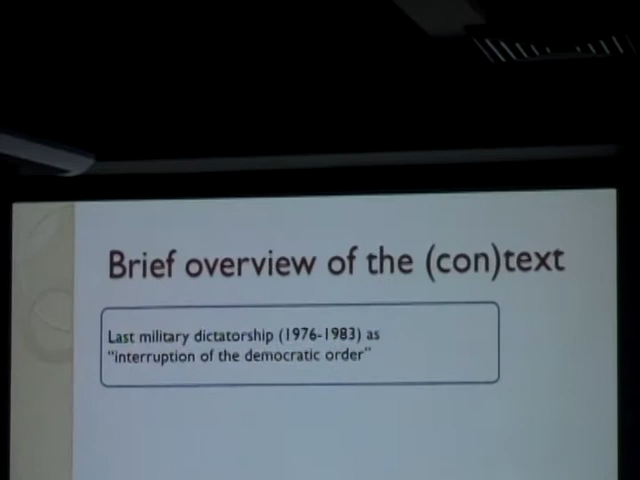 Brief overview of the (con)text
Last military dictatorship (1976-1983) as
"interruption of the democratic order"